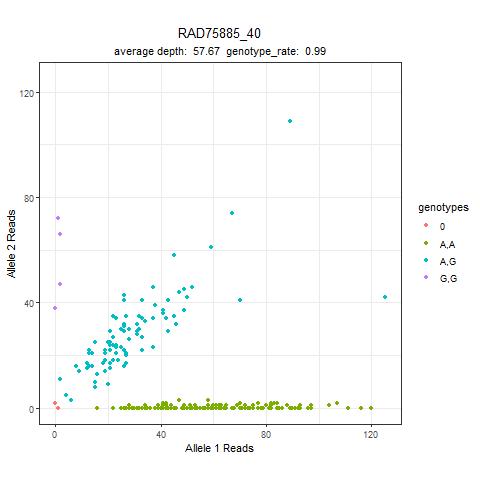 RAD75885_40
average depth: 57.67 genotype_rate: 0.99
120
80
40
0
0
40
80
120
Allele 2 Reads
Allele 1 Reads
genotypes
0
A,A
A,G
G,G